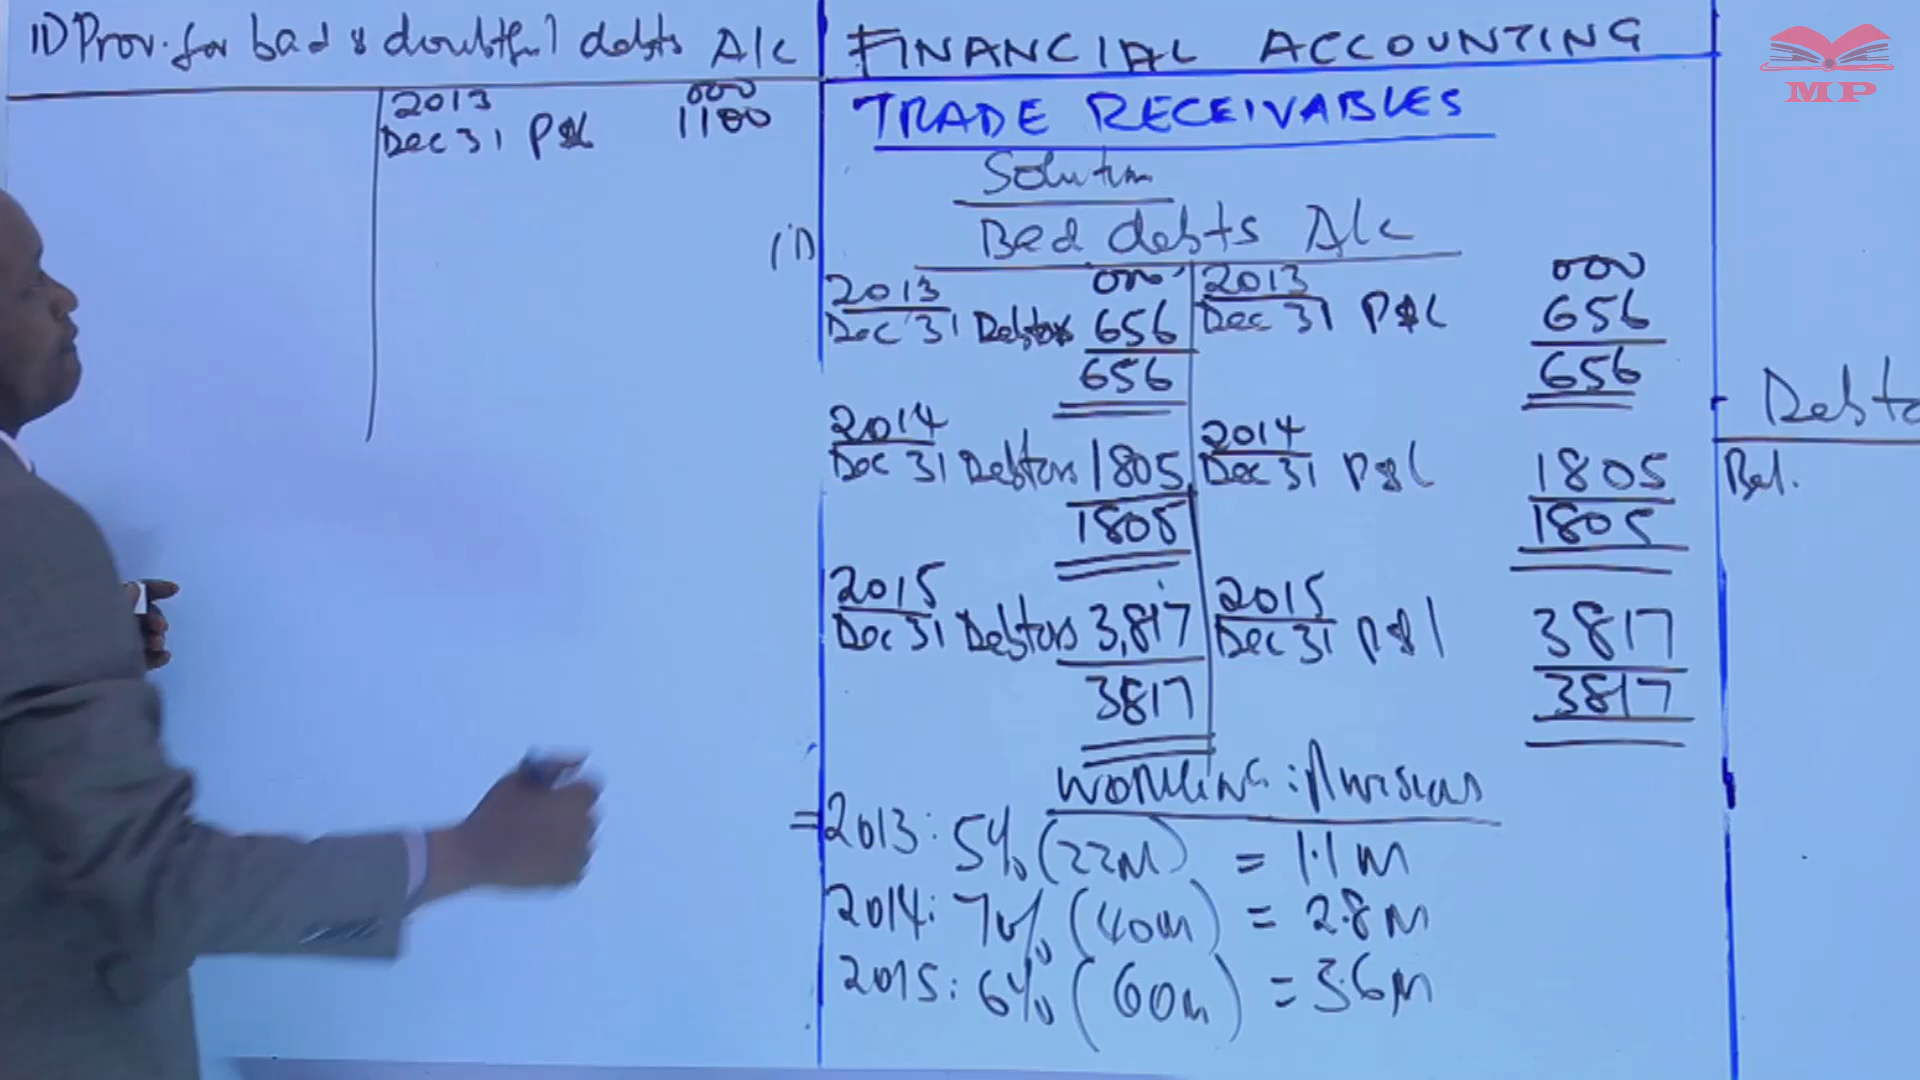 II) Prov. for bad & doubtful debts A/c
2013 000
Dec 31 P&L 1100
FINANCIAL ACCOUNTING
TRADE RECEIVABLES
Solution
(i) Bad debts A/c
2013 000 2013 000
Dec 31 Debtors 656 Dec 31 P&L 656
656 656
2014 2014
Dec 31 Debtors 1805 Dec 31 P&L 1805
1805 1805
2015 2015
Dec 31 Debtors 3,817 Dec 31 P&L 3817
3817 3817
Working: Provisions
=2013: 5% (22M) = 1.1M
2014: 7% (40m) = 2.8M
2015: 6% (60m) = 3.6M
Debto
Bal.
MP